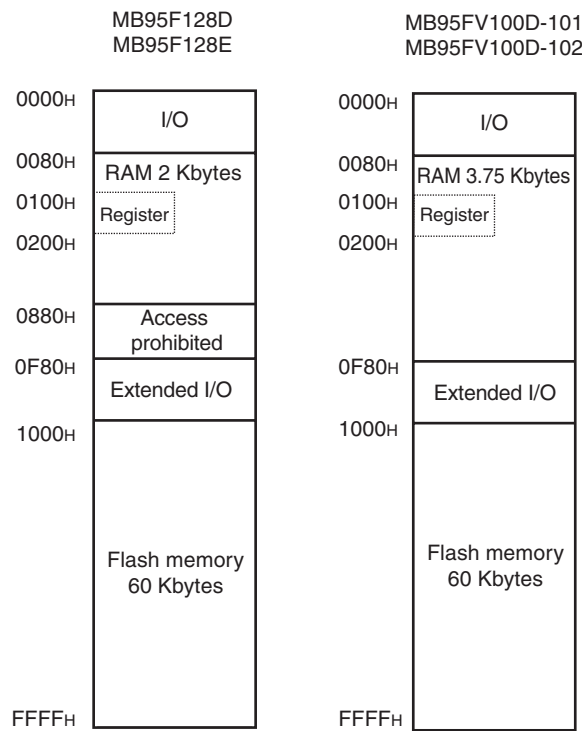 MB95F128D
MB95F128E
0000H
I/O
0080H
RAM 2 Kbytes
0100H
Register
0200H
0880H
Access
prohibited
0F80H
Extended I/O
1000H
Flash memory
60 Kbytes
FFFFH
MB95FV100D-101
MB95FV100D-102
0000H
I/O
0080H
RAM 3.75 Kbytes
0100H
Register
0200H
0F80H
Extended I/O
1000H
Flash memory
60 Kbytes
FFFFH